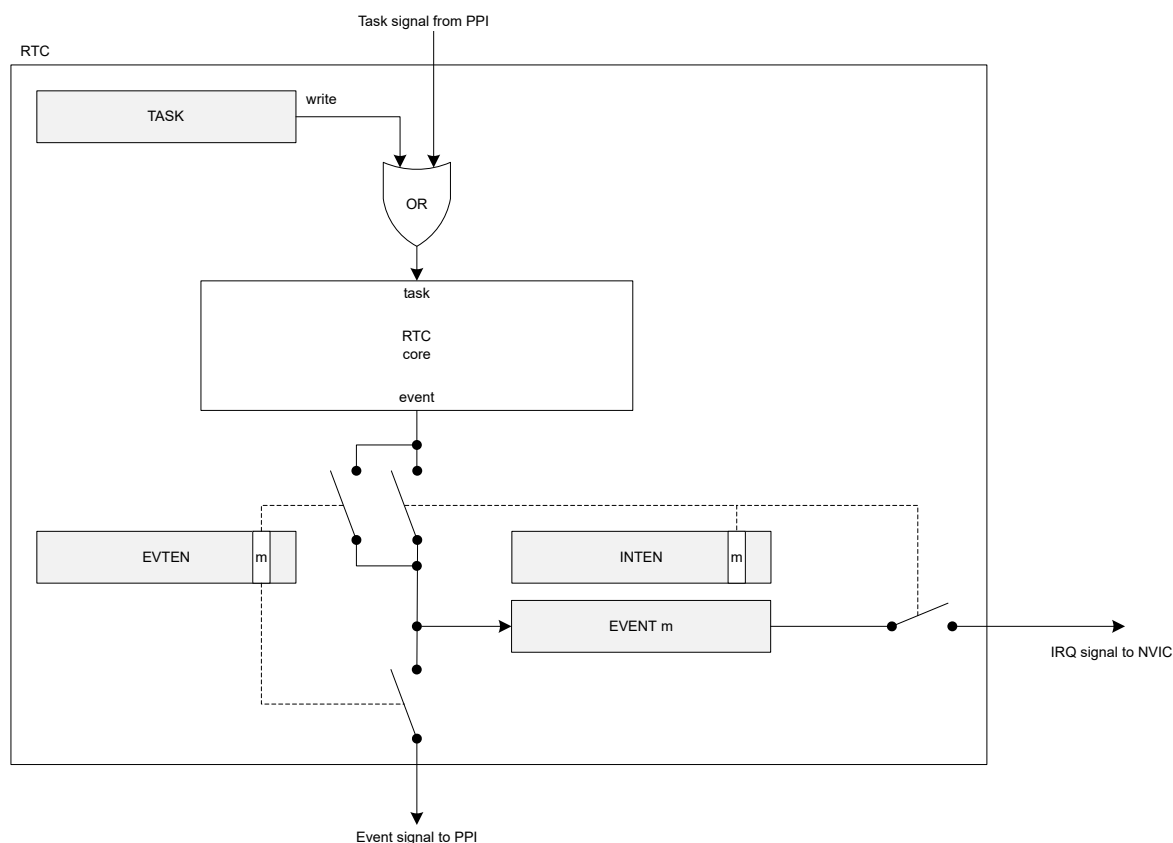 Task signal from PPI
RTC
write
TASK
OR
task
RTC
core
event
EVTEN
m
INTEN
m
EVENT m
IRQ signal to NVIC
Event signal to PPI